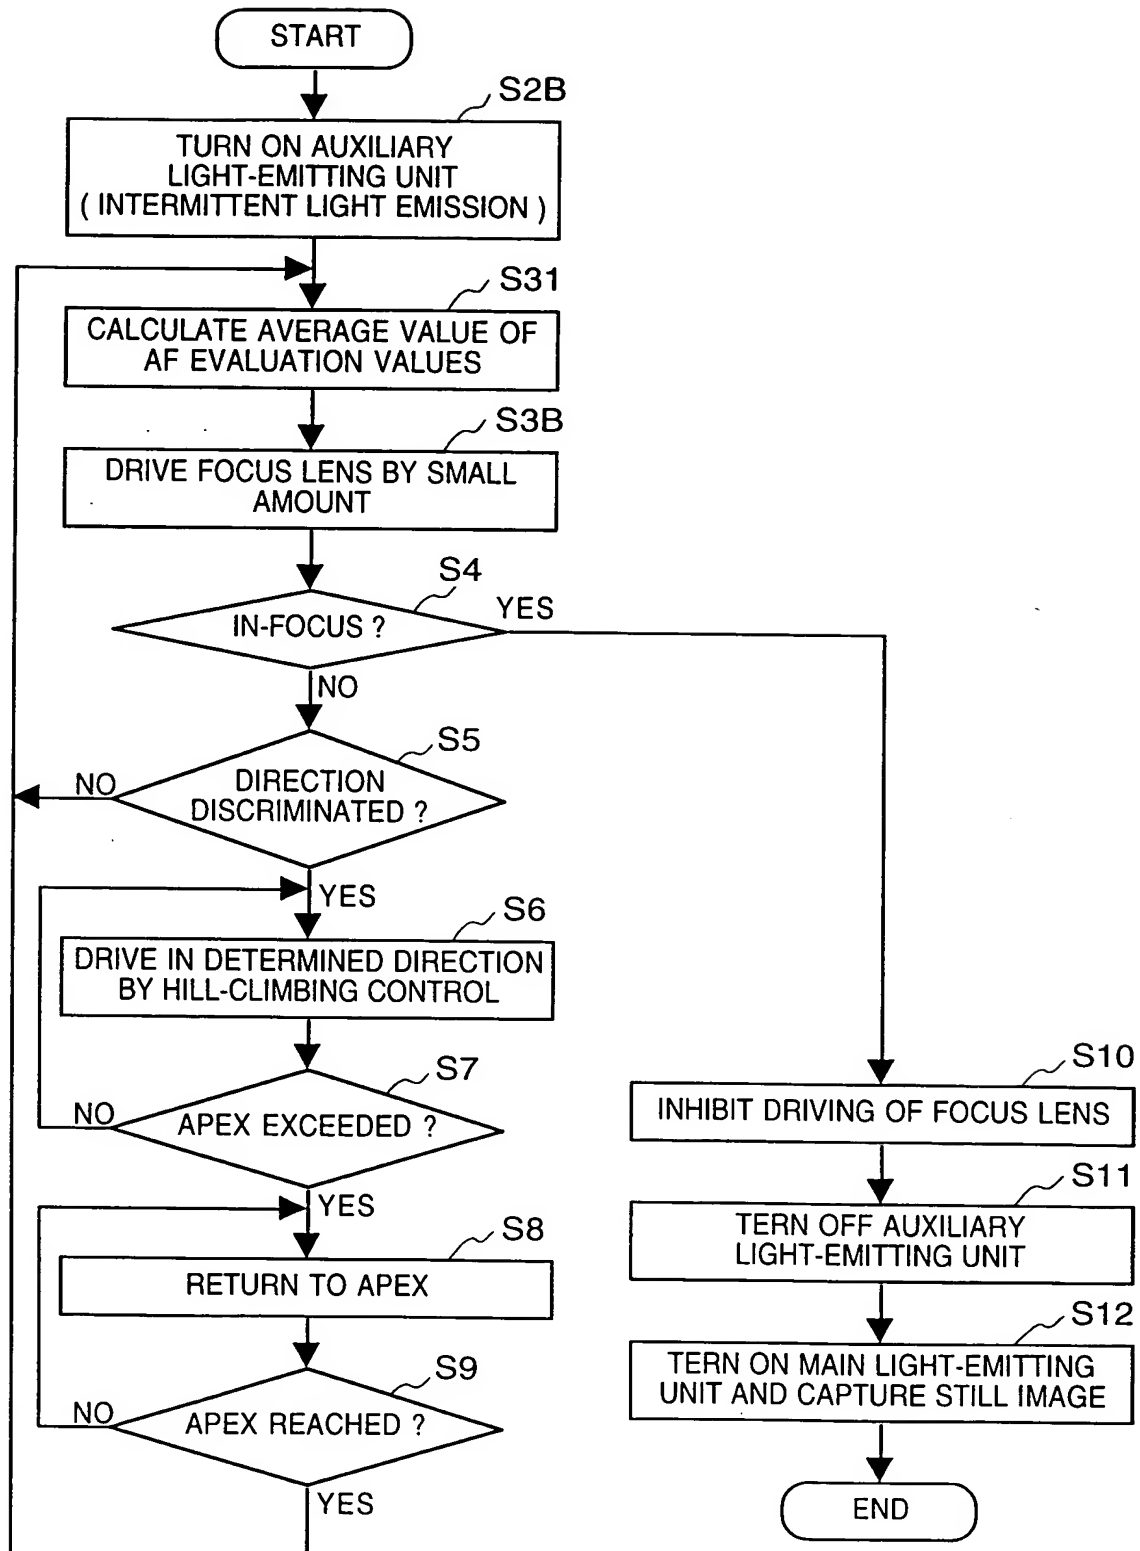 START
S2B
TURN ON AUXILIARY
LIGHT-EMITTING UNIT
( INTERMITTENT LIGHT EMISSION )
S31
CALCULATE AVERAGE VALUE OF
AF EVALUATION VALUES
S3B
DRIVE FOCUS LENS BY SMALL
AMOUNT
S4
IN-FOCUS ?
YES
NO
S5
DIRECTION
DISCRIMINATED ?
NO
YES
S6
DRIVE IN DETERMINED DIRECTION
BY HILL-CLIMBING CONTROL
S7
APEX EXCEEDED ?
NO
YES
S8
RETURN TO APEX
S9
APEX REACHED ?
NO
YES
S10
INHIBIT DRIVING OF FOCUS LENS
S11
TERN OFF AUXILIARY
LIGHT-EMITTING UNIT
S12
TERN ON MAIN LIGHT-EMITTING
UNIT AND CAPTURE STILL IMAGE
END